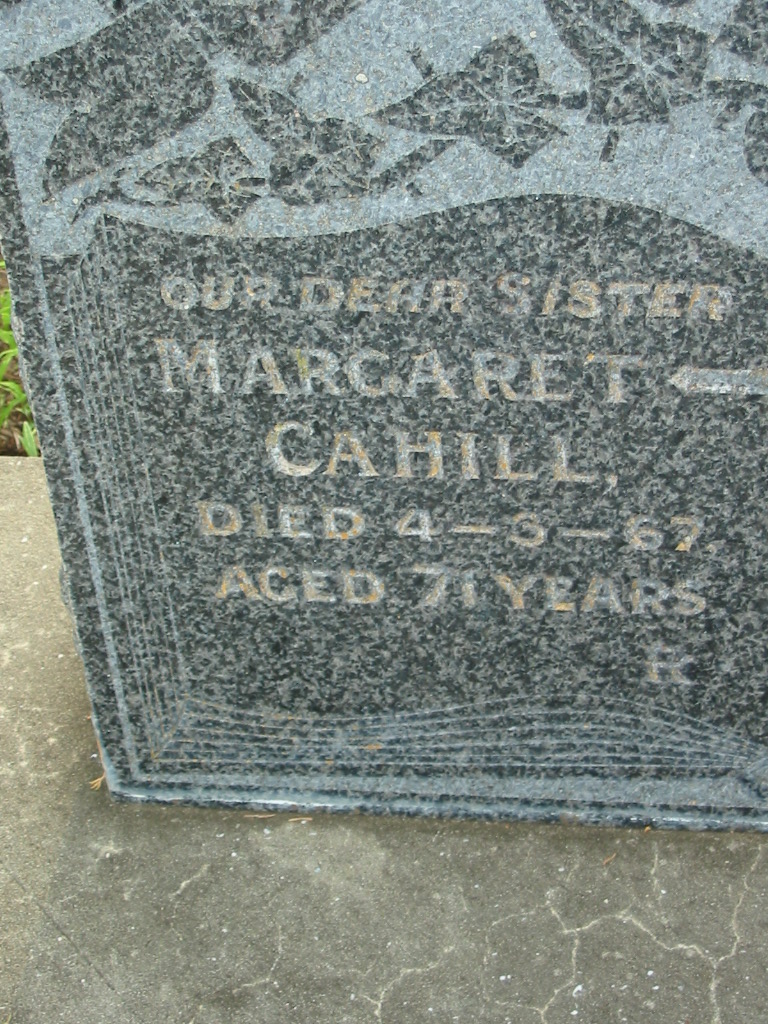 OUR DEAR SISTER
MARGARET
CAHILL,
DIED 4-3-67,
AGED 71 YEARS
R